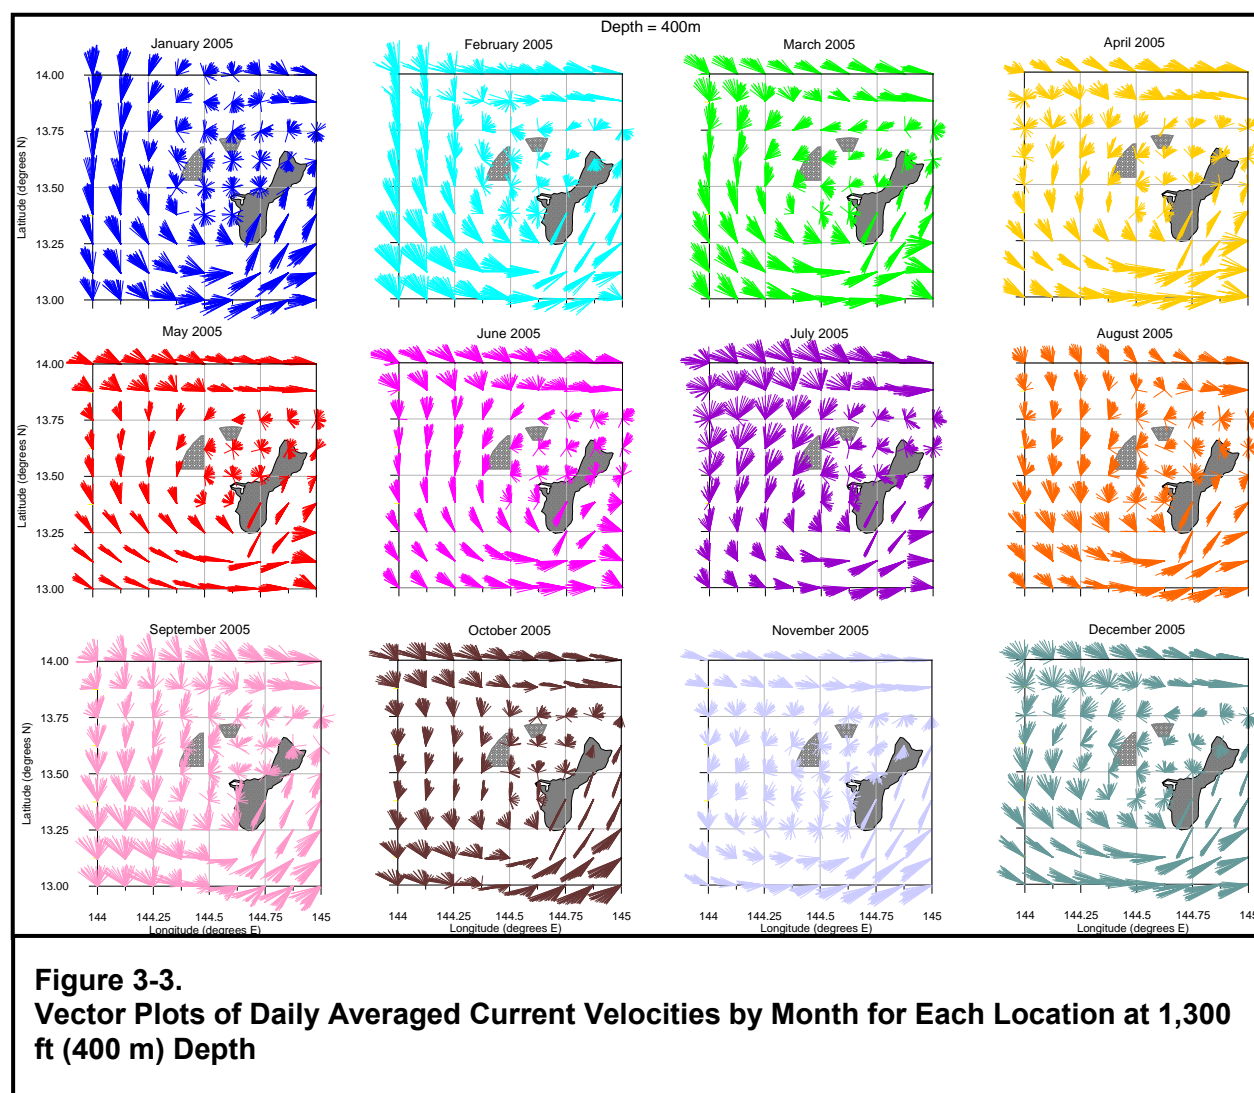 Depth = 400m
January 2005
February 2005
March 2005
April 2005
14.00
13.75
13.50
13.25
13.00
Latitude (degrees N)
May 2005
June 2005
July 2005
August 2005
14.00
13.75
13.50
13.25
13.00
Latitude (degrees N)
September 2005
October 2005
November 2005
December 2005
14.00
13.75
13.50
13.25
13.00
Latitude (degrees N)
144 144.25 144.5 144.75 145
144 144.25 144.5 144.75 145
144 144.25 144.5 144.75 145
144 144.25 144.5 144.75 145
Longitude (degrees E)
Longitude (degrees E)
Longitude (degrees E)
Longitude (degrees E)
Figure 3-3.
Vector Plots of Daily Averaged Current Velocities by Month for Each Location at 1,300
ft (400 m) Depth